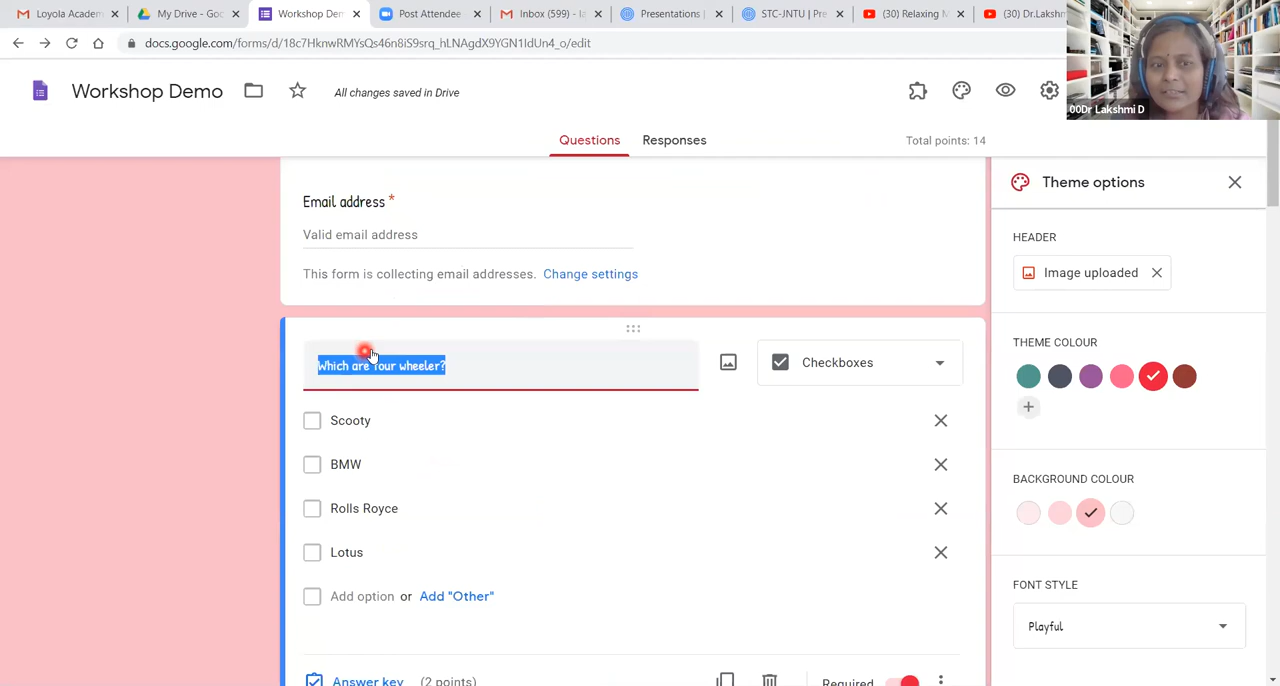 Loyola Academ
My Drive - Goo
Workshop Dem
Post Attendee
Inbox (599) - la
Presentations |
STC-JNTU | Pre
(30) Relaxing M
(30) Dr.Lakshm
docs.google.com/forms/d/18c7HknwRMYsQs46n8iS9srq_hLNAgdX9YGN1IdUn4_o/edit
Workshop Demo
All changes saved in Drive
00Dr Lakshmi D
Questions
Responses
Total points: 14
Email address *
Valid email address
This form is collecting email addresses. Change settings
Which are four wheeler?
Checkboxes
Scooty
BMW
Rolls Royce
Lotus
Add option or Add "Other"
Answer key (2 points)
Required
Theme options
HEADER
Image uploaded
THEME COLOUR
BACKGROUND COLOUR
FONT STYLE
Playful